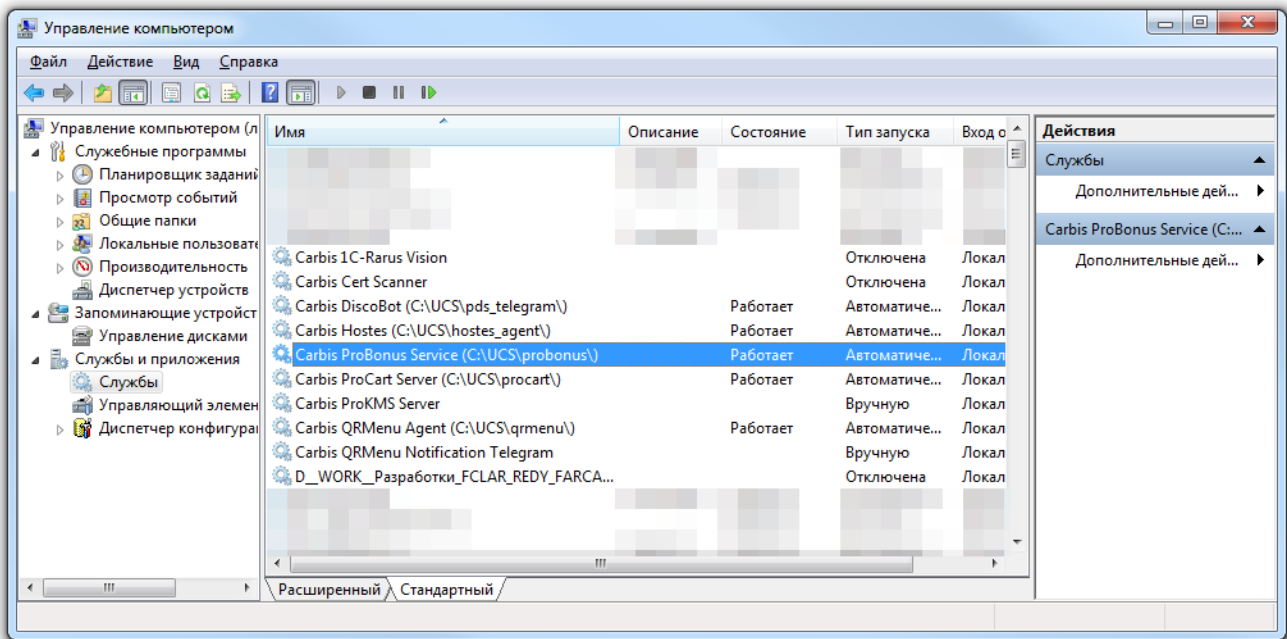 Управление компьютером
Файл Действие Вид Справка
Управление компьютером (л
Служебные программы
Планировщик заданий
Просмотр событий
Общие папки
Локальные пользовате
Производительность
Диспетчер устройств
Запоминающие устройст
Управление дисками
Службы и приложения
Службы
Управляющий элемен
Диспетчер конфигура
Имя Описание Состояние Тип запуска Вход о
Carbis 1C-Rarus Vision Отключена Локал
Carbis Cert Scanner Отключена Локал
Carbis DiscoBot (C:\UCS\pds_telegram\) Работает Автоматиче... Локал
Carbis Hostes (C:\UCS\hostes_agent\) Работает Автоматиче... Локал
Carbis ProBonus Service (C:\UCS\probonus\) Работает Автоматиче... Локал
Carbis ProCart Server (C:\UCS\procart\) Работает Автоматиче... Локал
Carbis ProKMS Server Вручную Локал
Carbis QRMenu Agent (C:\UCS\qrmenu\) Работает Автоматиче... Локал
Carbis QRMenu Notification Telegram Вручную Локал
D__WORK__Разработки_FCLAR_REDY_FARCA... Отключена Локал
Расширенный Стандартный
Действия
Службы
Дополнительные дей...
Carbis ProBonus Service (C:...
Дополнительные дей...